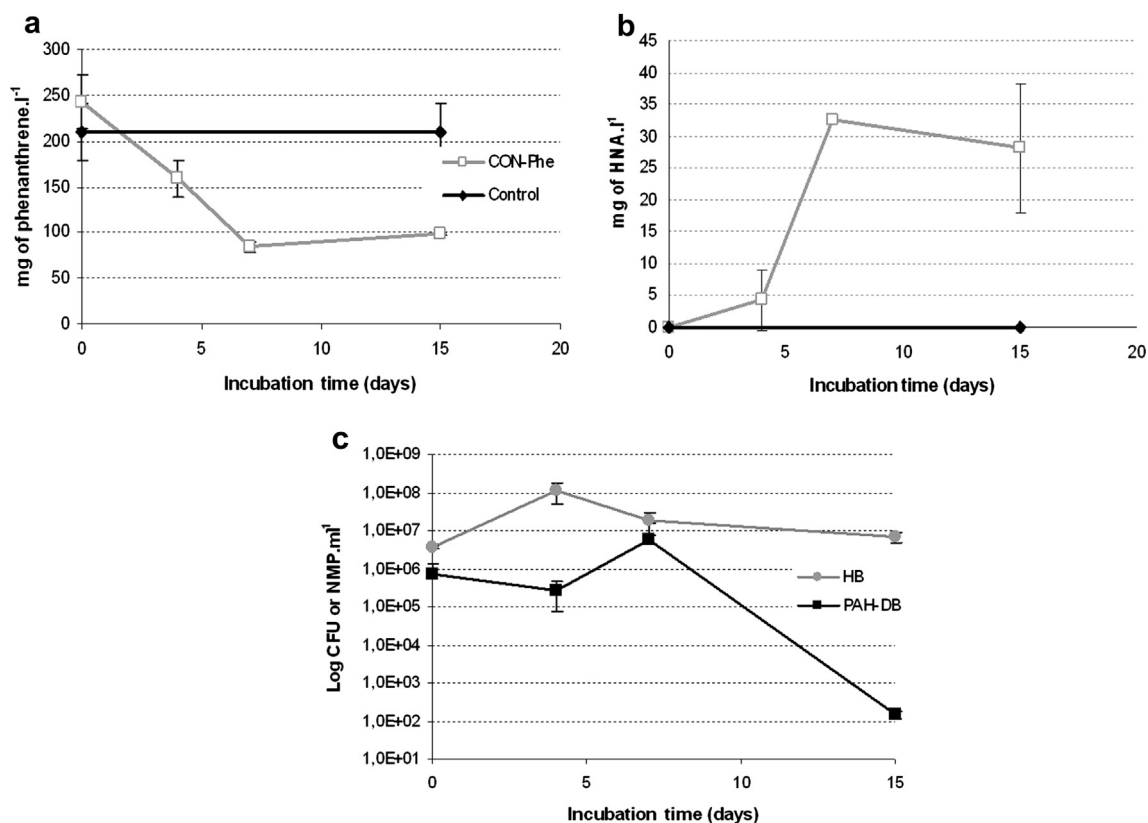 a
300
250
200
150
100
50
0
mg of phenanthrene.l-1
CON-Phe
Control
0 5 10 15 20
Incubation time (days)
b
45
40
35
30
25
20
15
10
5
0
mg of HNA.l1
0 5 10 15 20
Incubation time (days)
c
1,0E+09
1,0E+08
1,0E+07
1,0E+06
1,0E+05
1,0E+04
1,0E+03
1,0E+02
1,0E+01
Log CFU or NMP.ml1
HB
PAH-DB
0 5 10 15
Incubation time (days)